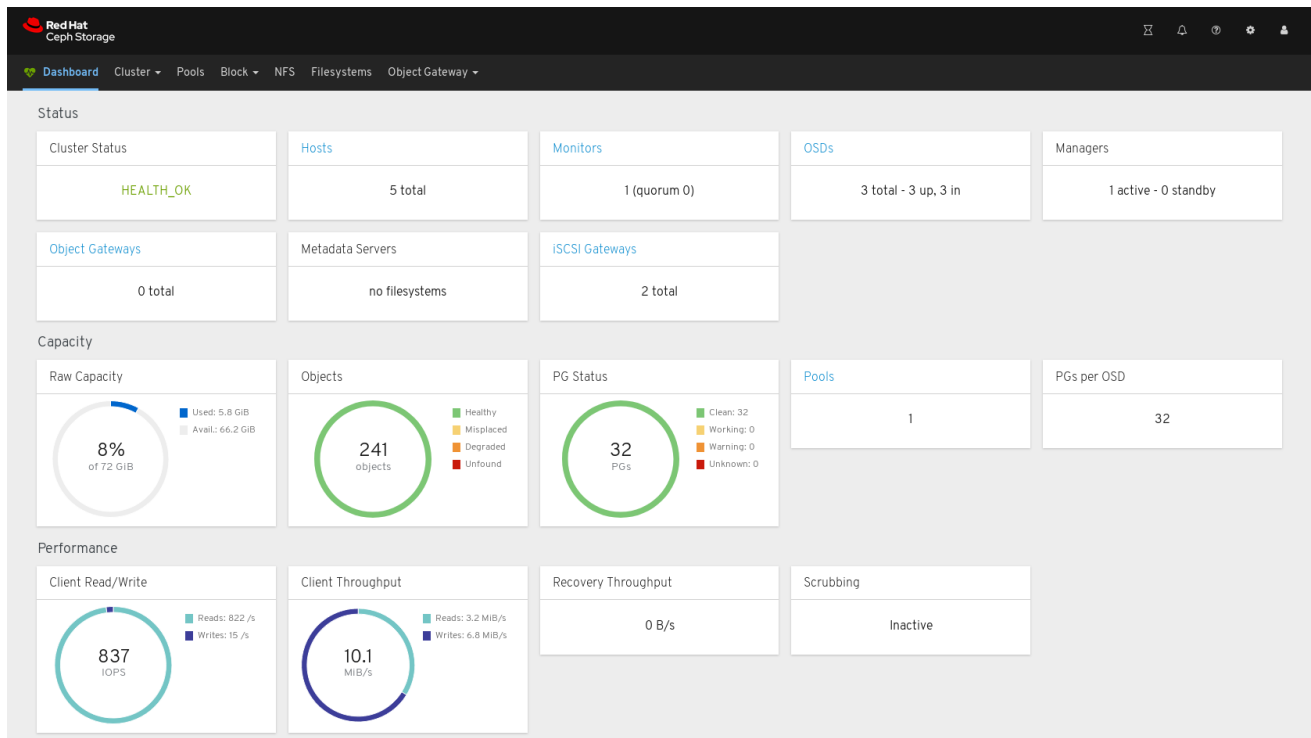 Red Hat
Ceph Storage
Dashboard Cluster Pools Block NFS Filesystems Object Gateway
Status
Cluster Status
HEALTH_OK
Hosts
5 total
Monitors
1 (quorum 0)
OSDs
3 total - 3 up, 3 in
Managers
1 active - 0 standby
Object Gateways
0 total
Metadata Servers
no filesystems
iSCSI Gateways
2 total
Capacity
Raw Capacity
8%
of 72 GiB
Used: 5.8 GiB
Avail.: 66.2 GiB
Objects
241
objects
Healthy
Misplaced
Degraded
Unfound
PG Status
32
PGs
Clean: 32
Working: 0
Warning: 0
Unknown: 0
Pools
1
PGs per OSD
32
Performance
Client Read/Write
837
IOPS
Reads: 822 /s
Writes: 15 /s
Client Throughput
10.1
MiB/s
Reads: 3.2 MiB/s
Writes: 6.8 MiB/s
Recovery Throughput
0 B/s
Scrubbing
Inactive